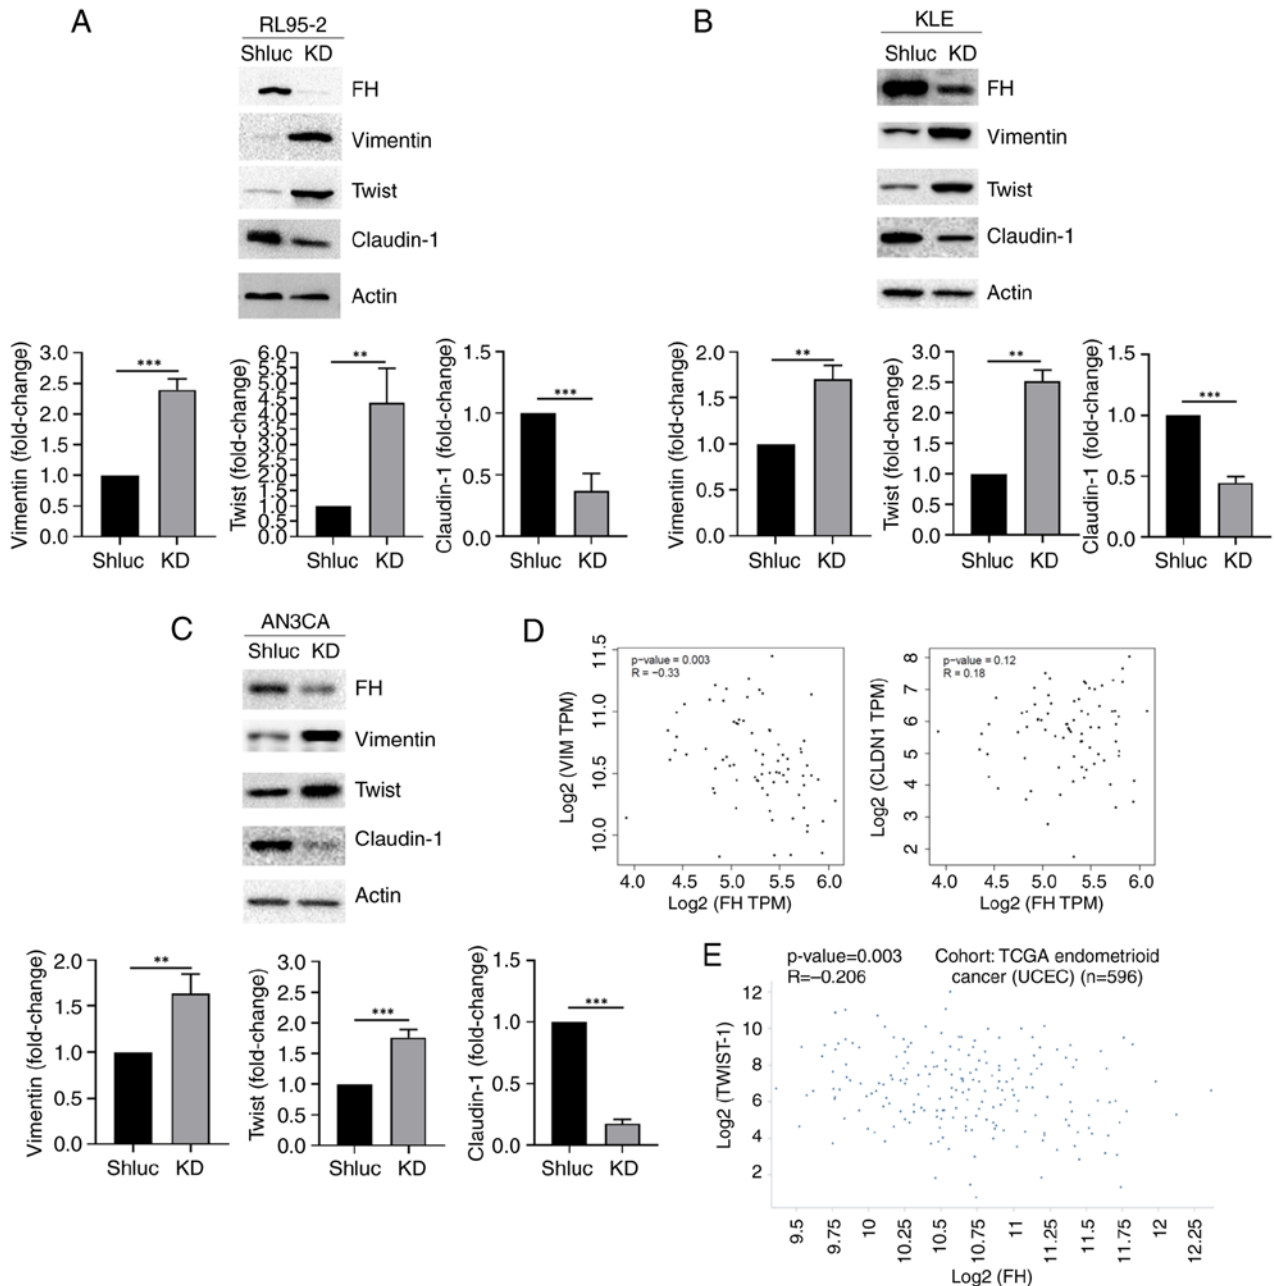 A
RL95-2
Shluc KD
FH
Vimentin
Twist
Claudin-1
Actin
Vimentin (fold-change)
3.0
2.5
2.0
1.5
1.0
0.5
0.0
***
Shluc KD
Twist (fold-change)
6.0
5.5
5.0
4.5
4.0
3.5
3.0
2.5
2.0
1.5
1.0
0.5
0.0
**
Shluc KD
Claudin-1 (fold-change)
1.5
1.0
0.5
0.0
***
Shluc KD
B
KLE
Shluc KD
FH
Vimentin
Twist
Claudin-1
Actin
Vimentin (fold-change)
2.0
1.5
1.0
0.5
0.0
**
Shluc KD
Twist (fold-change)
3.0
2.5
2.0
1.5
1.0
0.5
0.0
**
Shluc KD
Claudin-1 (fold-change)
1.5
1.0
0.5
0.0
***
Shluc KD
C
AN3CA
Shluc KD
FH
Vimentin
Twist
Claudin-1
Actin
Vimentin (fold-change)
2.0
1.5
1.0
0.5
0.0
**
Shluc KD
Twist (fold-change)
3.0
2.5
2.0
1.5
1.0
0.5
0.0
***
Shluc KD
Claudin-1 (fold-change)
1.5
1.0
0.5
0.0
***
Shluc KD
D
p-value = 0.003
R = −0.33
Log2 (VIM TPM)
11.5
11.0
10.5
10.0
4.0 4.5 5.0 5.5 6.0
Log2 (FH TPM)
p-value = 0.12
R = 0.18
Log2 (CLDN1 TPM)
8
7
6
5
4
3
2
4.0 4.5 5.0 5.5 6.0
Log2 (FH TPM)
E
p-value=0.003
R=−0.206
Cohort: TCGA endometrioid
cancer (UCEC) (n=596)
Log2 (TWIST-1)
12
10
8
6
4
2
9.5 9.75 10 10.25 10.5 10.75 11 11.25 11.5 11.75 12 12.25
Log2 (FH)